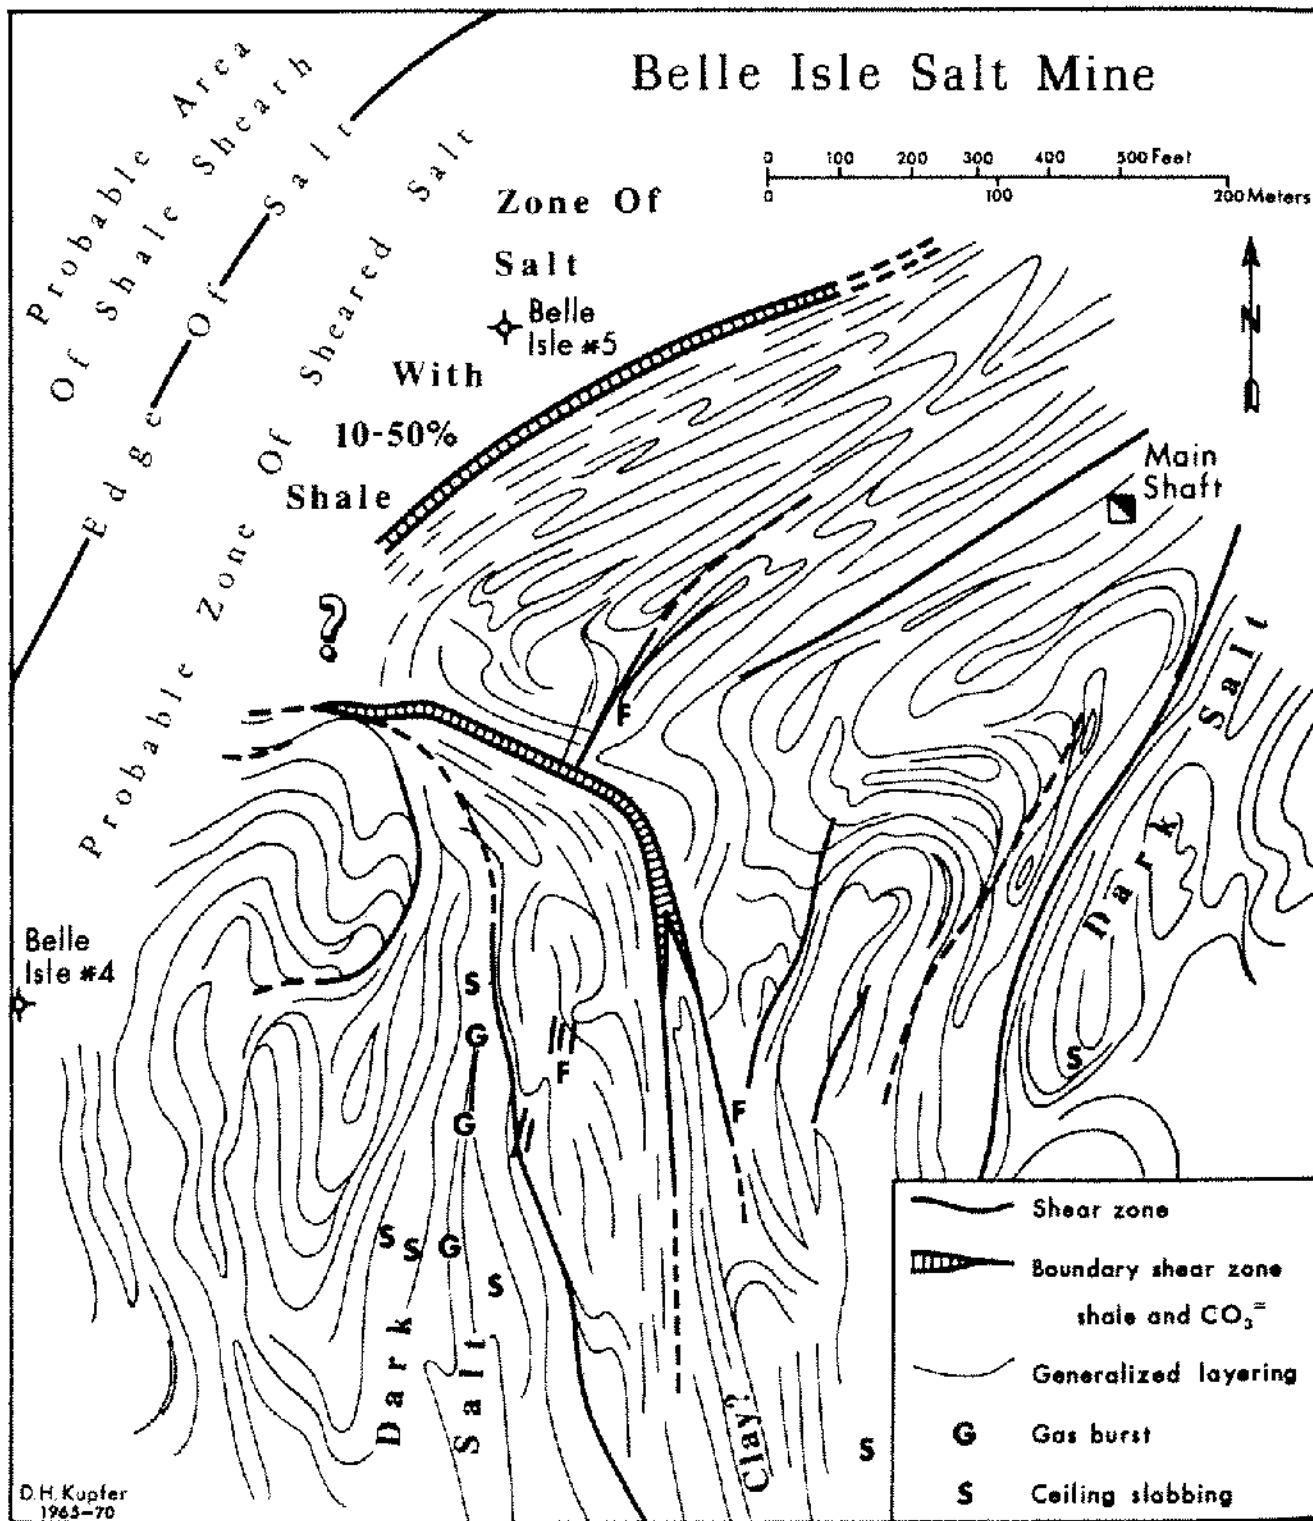 Belle Isle Salt Mine
0 100 200 300 400 500 Feet
0 100 200 Meters
Probable Area
Of Shale Sheath
Edge Of Salt
Probable Zone Of Sheared Salt
Zone Of
Salt
With
10-50%
Shale
Belle
Isle #5
N
Main
Shaft
?
F
Dark Salt
Belle
Isle #4
S
G
F
G
F
S
S
S
G
S
Dark
Salt
Clay?
S
Shear zone
Boundary shear zone
shale and CO₃⁼
Generalized layering
G Gas burst
S Ceiling slabbing
D.H. Kupfer
1965-70